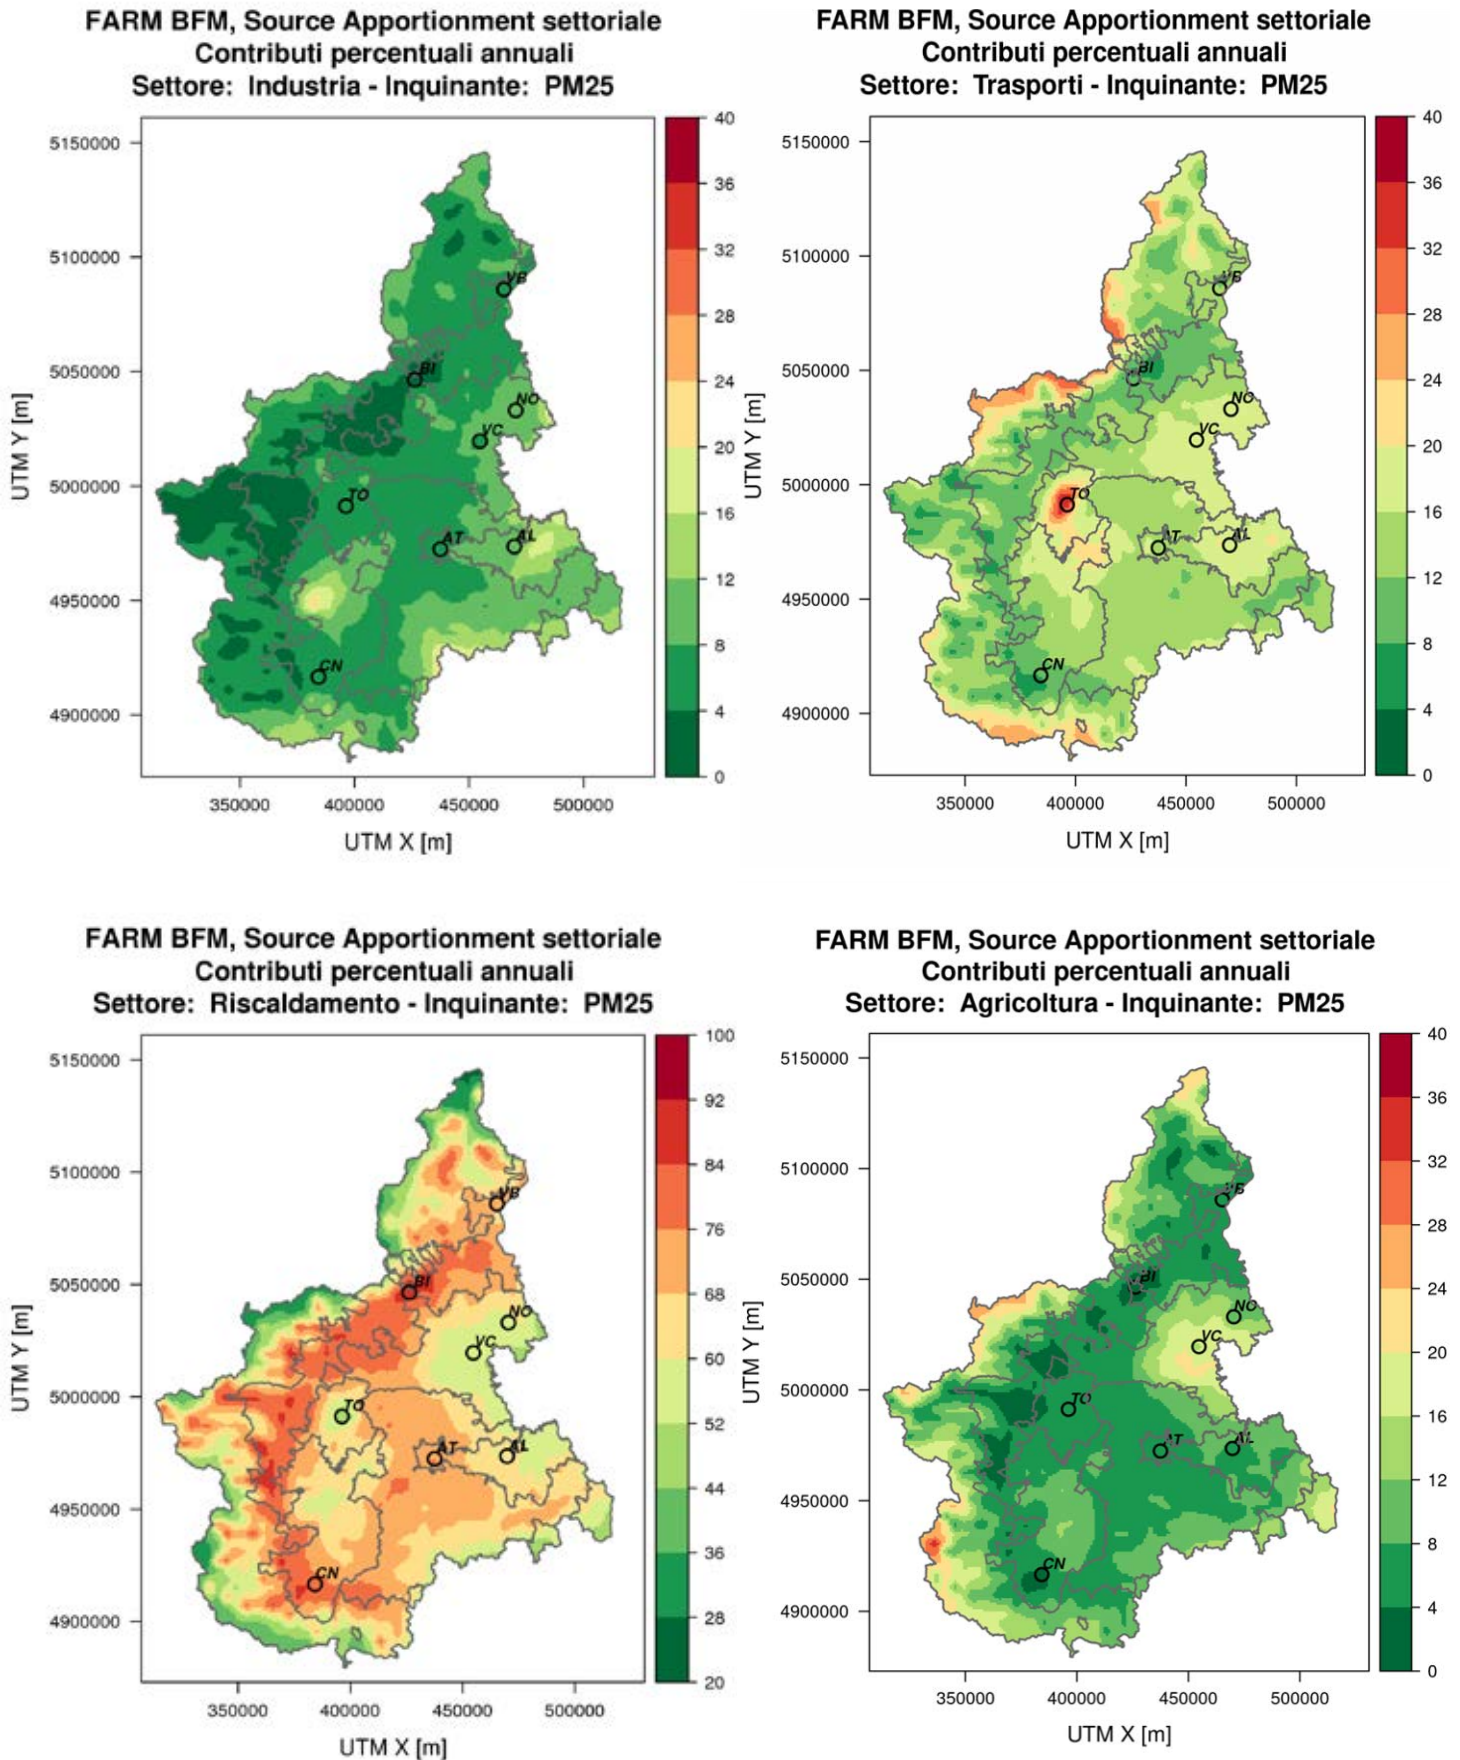 FARM BFM, Source Apportionment settoriale
Contributi percentuali annuali
Settore: Industria - Inquinante: PM25
5150000
5100000
5050000
5000000
4950000
4900000
UTM Y [m]
350000 400000 450000 500000
UTM X [m]
VB
BI
NO
VC
TO
AT
AL
CN
40
36
32
28
24
20
16
12
8
4
0
FARM BFM, Source Apportionment settoriale
Contributi percentuali annuali
Settore: Trasporti - Inquinante: PM25
5150000
5100000
5050000
5000000
4950000
4900000
UTM Y [m]
350000 400000 450000 500000
UTM X [m]
VB
BI
NO
VC
TO
AT
AL
CN
40
36
32
28
24
20
16
12
8
4
0
FARM BFM, Source Apportionment settoriale
Contributi percentuali annuali
Settore: Riscaldamento - Inquinante: PM25
5150000
5100000
5050000
5000000
4950000
4900000
UTM Y [m]
350000 400000 450000 500000
UTM X [m]
VB
BI
NO
VC
TO
AT
AL
CN
100
92
84
76
68
60
52
44
36
28
20
FARM BFM, Source Apportionment settoriale
Contributi percentuali annuali
Settore: Agricoltura - Inquinante: PM25
5150000
5100000
5050000
5000000
4950000
4900000
UTM Y [m]
350000 400000 450000 500000
UTM X [m]
VB
BI
NO
VC
TO
AT
AL
CN
40
36
32
28
24
20
16
12
8
4
0